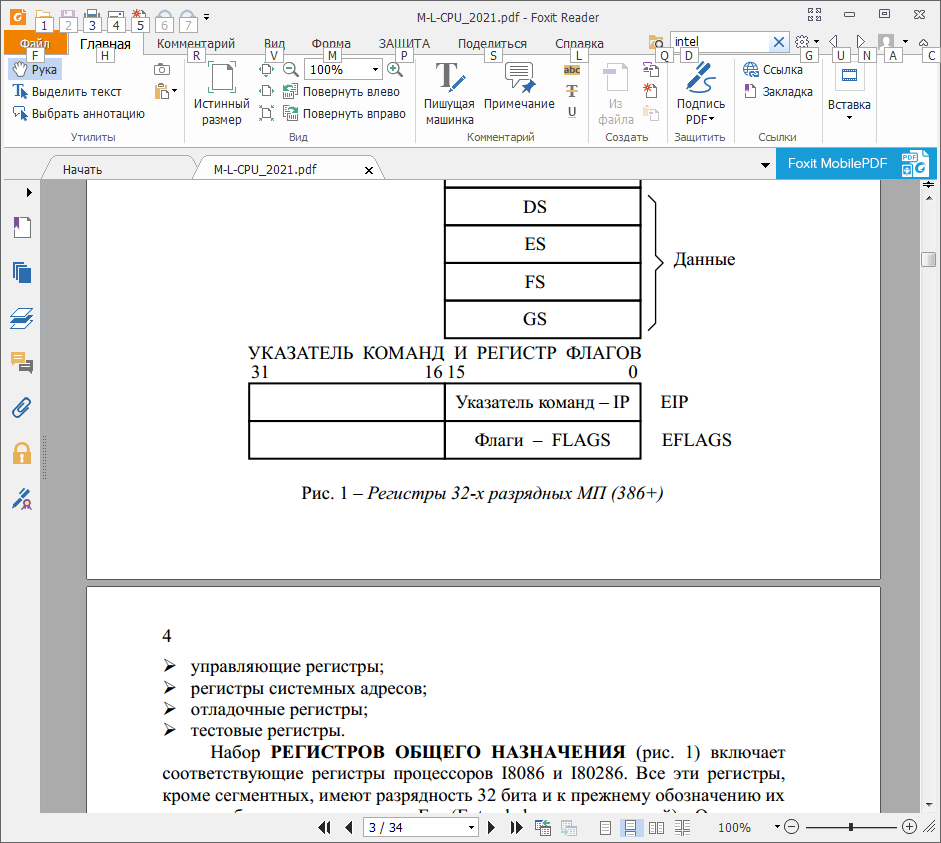 M-L-CPU_2021.pdf - Foxit Reader
1 2 3 4 5 6 7
Файл Главная Комментарий Вид Форма ЗАЩИТА Поделиться Справка intel
F H R V M P S L Q D G U N A C
Рука
Выделить текст
Выбрать аннотацию
Утилиты
Истинный
размер
100%
Повернуть влево
Повернуть вправо
Вид
Пишущая
машинка
Примечание
abc
T
U
Комментарий
Из
файла
Создать
Подпись
PDF
Защитить
Ссылка
Закладка
Ссылки
Вставка
Начать
M-L-CPU_2021.pdf
Foxit MobilePDF
PDF
DS
ES
FS
GS
Данные
УКАЗАТЕЛЬ КОМАНД И РЕГИСТР ФЛАГОВ
31 16 15 0
Указатель команд – IP EIP
Флаги – FLAGS EFLAGS
Рис. 1 – Регистры 32-х разрядных МП (386+)
4
➢ управляющие регистры;
➢ регистры системных адресов;
➢ отладочные регистры;
➢ тестовые регистры.
Набор РЕГИСТРОВ ОБЩЕГО НАЗНАЧЕНИЯ (рис. 1) включает
соответствующие регистры процессоров I8086 и I80286. Все эти регистры,
кроме сегментных, имеют разрядность 32 бита и к прежнему обозначению их
3 / 34
100%